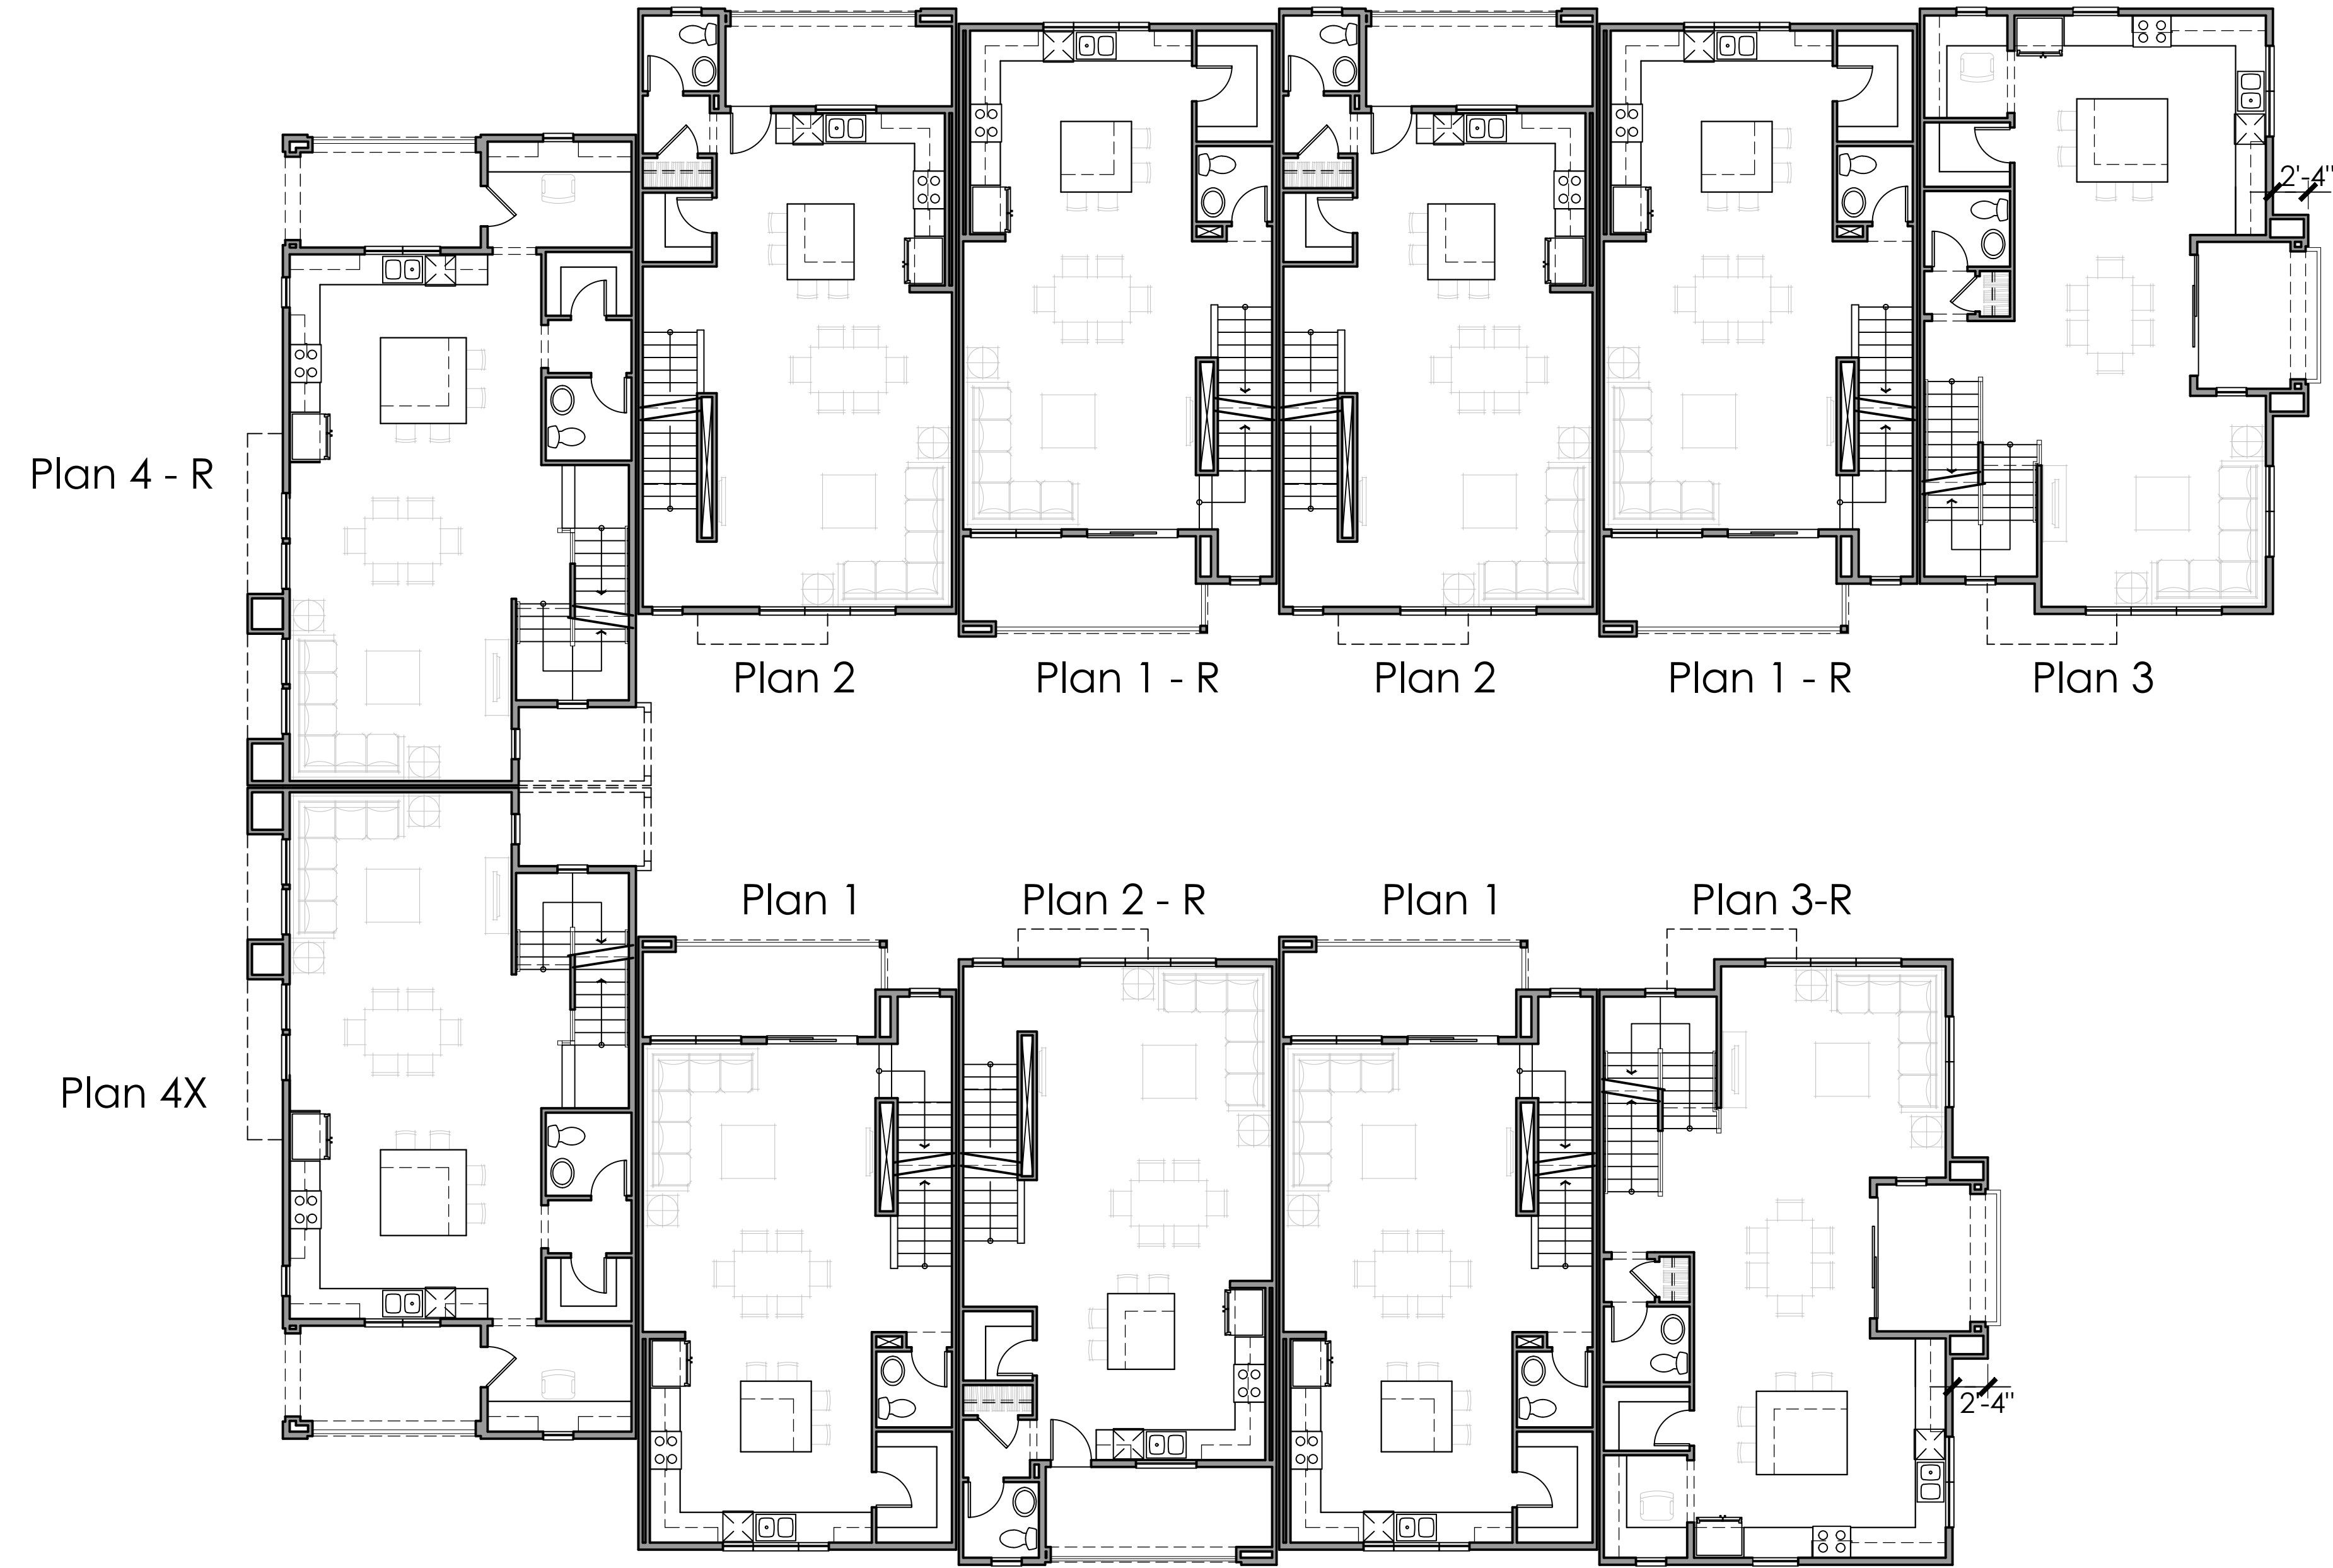 2'-4"
Plan 4 - R
Plan 2
Plan 1 - R
Plan 2
Plan 1 - R
Plan 3
Plan 1
Plan 2 - R
Plan 1
Plan 3-R
Plan 4X
2'-4"